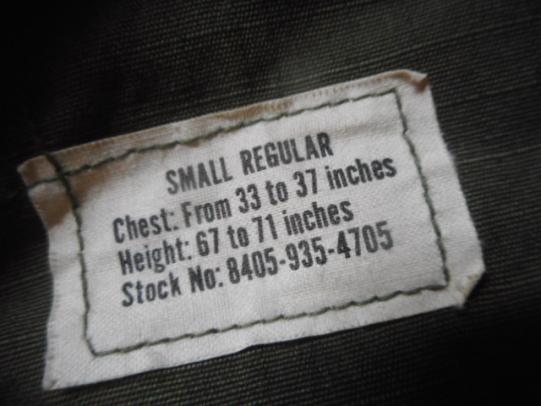 SMALL REGULAR
Chest: From 33 to 37 inches
Height: 67 to 71 inches
Stock No: 8405-935-4705